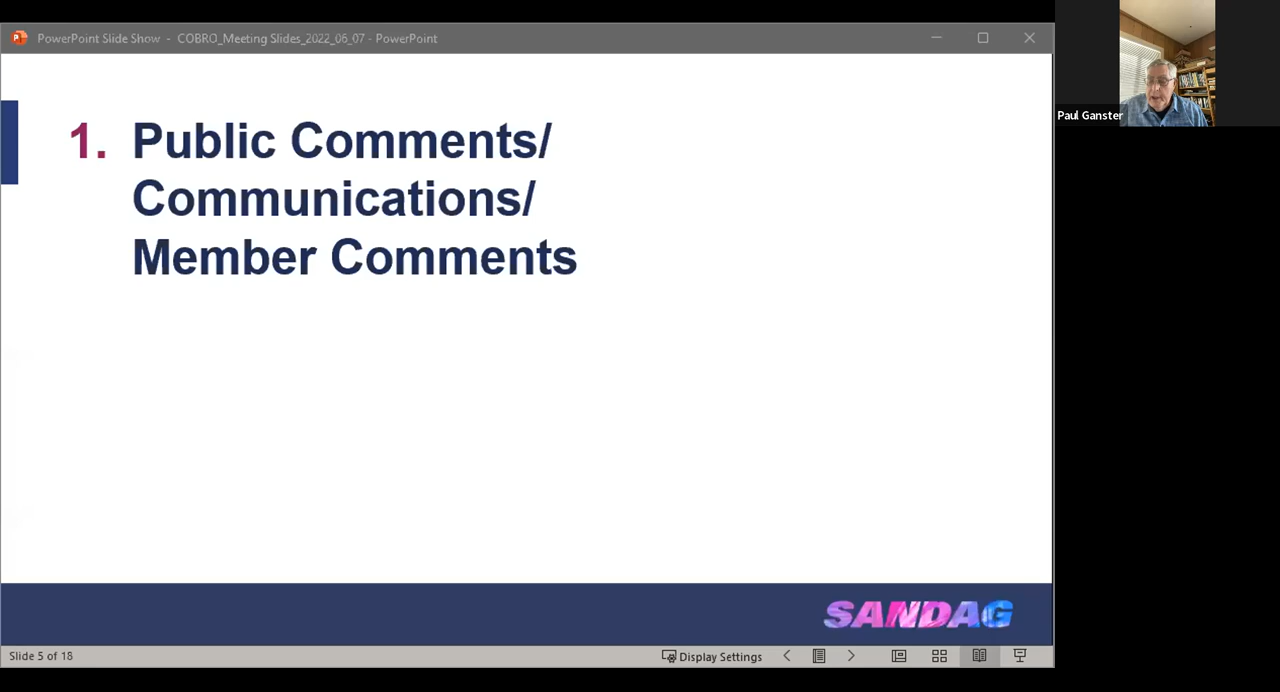 PowerPoint Slide Show - COBRO_Meeting Slides_2022_06_07 - PowerPoint
1. Public Comments/
Communications/
Member Comments
Paul Ganster
SANDAG
Slide 5 of 18
Display Settings